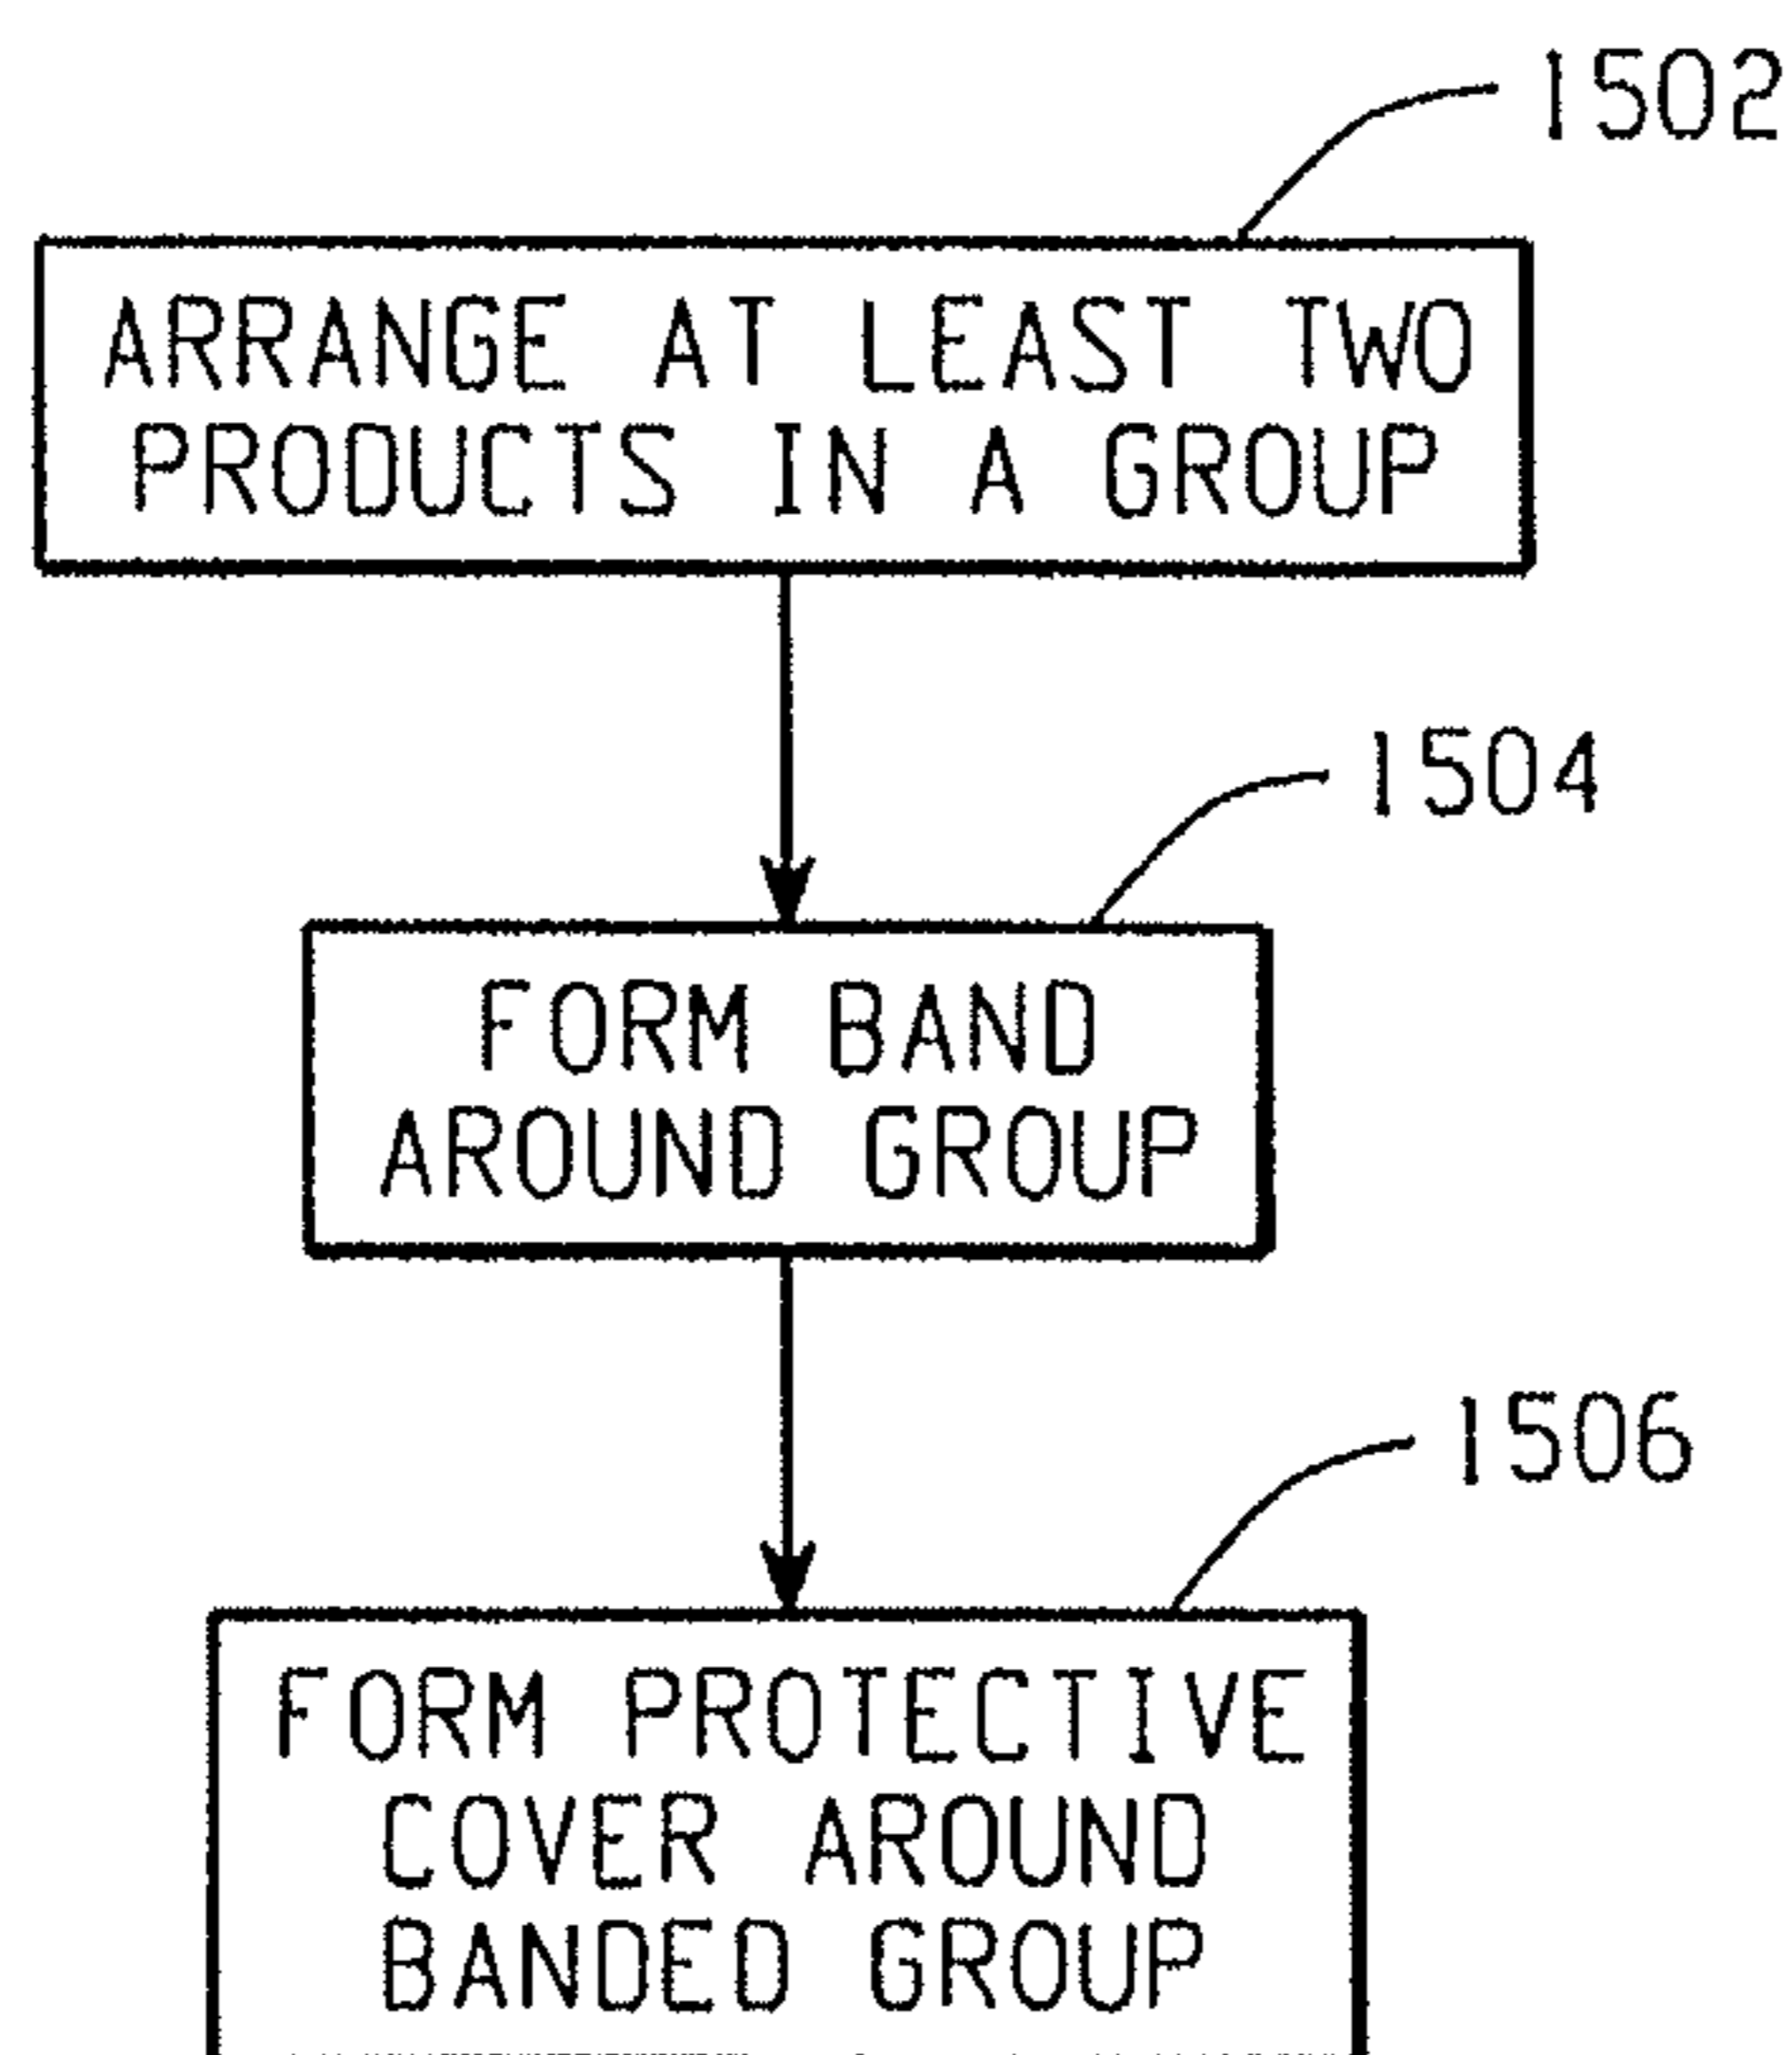 1502
ARRANGE AT LEAST TWO
PRODUCTS IN A GROUP
1504
FORM BAND
AROUND GROUP
1506
FORM PROTECTIVE
COVER AROUND
BANDED GROUP